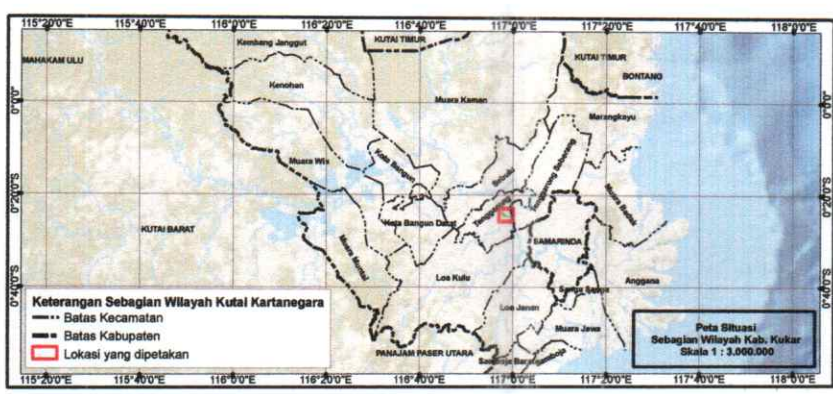 115°20'0"E 115°40'0"E 116°0'0"E 116°20'0"E 116°40'0"E 117°0'0"E 117°20'0"E 117°40'0"E 118°0'0"E
Kembang Janggut
KUTAI TIMUR
MAHAKAM ULU
KUTAI TIMUR
BONTANG
Kenohan
Muara Kaman
0°0'0" 0°0'0"
Marangkayu
Muara Wis
Kota Bangun
Sebulu
Tenggarong Seberang
Muara Badak
0°20'0"S 0°20'0"S
Tenggarong
Kota Bangun Darat
KUTAI BARAT
SAMARINDA
Muara Muntai
Loa Kulu
Anggana
0°40'0"S 0°40'0"S
Sanga Sanga
Loa Janan
Muara Jawa
Keterangan Sebagian Wilayah Kutai Kartanegara
Batas Kecamatan
Batas Kabupaten
Lokasi yang dipetakan
PANAJAM PASER UTARA
Samboja Barat
Samboja
Peta Situasi
Sebagian Wilayah Kab. Kukar
Skala 1 : 3.000.000
115°20'0"E 115°40'0"E 116°0'0"E 116°20'0"E 116°40'0"E 117°0'0"E 117°20'0"E 117°40'0"E 118°0'0"E